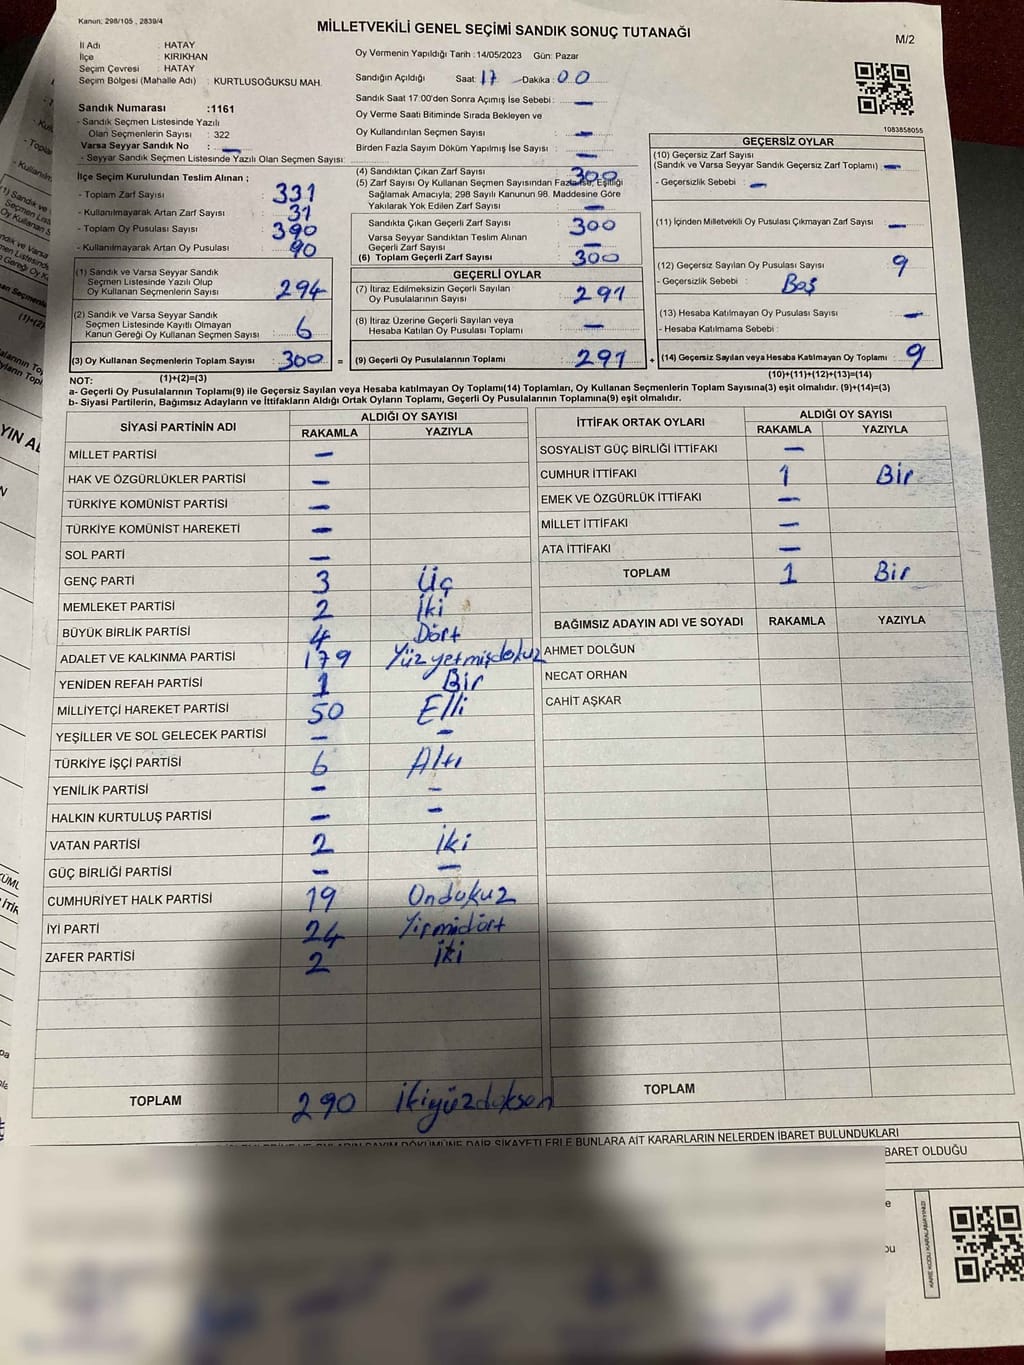 Kanun: 298/105 , 2839/4
MİLLETVEKİLİ GENEL SEÇİMİ SANDIK SONUÇ TUTANAĞI
M/2
İl Adı : HATAY
İlçe : KIRIKHAN
Seçim Çevresi : HATAY
Seçim Bölgesi (Mahalle Adı) : KURTLUSOĞUKSU MAH.
Oy Vermenin Yapıldığı Tarih : 14/05/2023 Gün: Pazar
Sandığın Açıldığı Saat: 17 Dakika: 00
Sandık Saat 17:00'den Sonra Açımış İse Sebebi : –
Oy Verme Saati Bitiminde Sırada Bekleyen ve
Oy Kullandırılan Seçmen Sayısı : –
Birden Fazla Sayım Döküm Yapılmış İse Sayısı : –
Sandık Numarası :1161
- Sandık Seçmen Listesinde Yazılı
Olan Seçmenlerin Sayısı : 322
Varsa Seyyar Sandık No : –
- Seyyar Sandık Seçmen Listesinde Yazılı Olan Seçmen Sayısı:
1083858055
İlçe Seçim Kurulundan Teslim Alınan ;
- Toplam Zarf Sayısı : 331
- Kullanılmayarak Artan Zarf Sayısı : 31
- Toplam Oy Pusulası Sayısı : 390
- Kullanılmayarak Artan Oy Pusulası : 90
(1) Sandık ve Varsa Seyyar Sandık
Seçmen Listesinde Yazılı Olup
Oy Kullanan Seçmenlerin Sayısı : 294
(2) Sandık ve Varsa Seyyar Sandık
Seçmen Listesinde Kayıtlı Olmayan
Kanun Gereği Oy Kullanan Seçmen Sayısı : 6
(3) Oy Kullanan Seçmenlerin Toplam Sayısı : 300 =
(1)+(2)=(3)
(4) Sandıktan Çıkan Zarf Sayısı : 300
(5) Zarf Sayısı Oy Kullanan Seçmen Sayısından Fazla İse, Eşitliği
Sağlamak Amacıyla, 298 Sayılı Kanunun 98. Maddesine Göre
Yakılarak Yok Edilen Zarf Sayısı : –
Sandıkta Çıkan Geçerli Zarf Sayısı : 300
Varsa Seyyar Sandıktan Teslim Alınan
Geçerli Zarf Sayısı : –
(6) Toplam Geçerli Zarf Sayısı : 300
GEÇERLİ OYLAR
(7) İtiraz Edilmeksizin Geçerli Sayılan
Oy Pusulalarının Sayısı : 291
(8) İtiraz Üzerine Geçerli Sayılan veya
Hesaba Katılan Oy Pusulası Toplamı : –
(9) Geçerli Oy Pusulalarının Toplamı : 291 +
GEÇERSİZ OYLAR
(10) Geçersiz Zarf Sayısı
(Sandık ve Varsa Seyyar Sandık Geçersiz Zarf Toplamı) : –
- Geçersizlik Sebebi : –
(11) İçinden Milletvekili Oy Pusulası Çıkmayan Zarf Sayısı : –
(12) Geçersiz Sayılan Oy Pusulası Sayısı : 9
- Geçersizlik Sebebi : Boş
(13) Hesaba Katılmayan Oy Pusulası Sayısı : –
- Hesaba Katılmama Sebebi :
(14) Geçersiz Sayılan veya Hesaba Katılmayan Oy Toplamı : 9
(10)+(11)+(12)+(13)=(14)
NOT:
a- Geçerli Oy Pusulalarının Toplamı(9) ile Geçersiz Sayılan veya Hesaba katılmayan Oy Toplamı(14) Toplamları, Oy Kullanan Seçmenlerin Toplam Sayısına(3) eşit olmalıdır. (9)+(14)=(3)
b- Siyasi Partilerin, Bağımsız Adayların ve İttifakların Aldığı Ortak Oyların Toplamı, Geçerli Oy Pusulalarının Toplamına(9) eşit olmalıdır.
SİYASİ PARTİNİN ADI ALDIĞI OY SAYISI
RAKAMLA YAZIYLA
MİLLET PARTİSİ –
HAK VE ÖZGÜRLÜKLER PARTİSİ –
TÜRKİYE KOMÜNİST PARTİSİ –
TÜRKİYE KOMÜNİST HAREKETİ –
SOL PARTİ –
GENÇ PARTİ 3 Üç
MEMLEKET PARTİSİ 2 İki
BÜYÜK BİRLİK PARTİSİ 4 Dört
ADALET VE KALKINMA PARTİSİ 179 Yüzyetmişdokuz
YENİDEN REFAH PARTİSİ 1 Bir
MİLLİYETÇİ HAREKET PARTİSİ 50 Elli
YEŞİLLER VE SOL GELECEK PARTİSİ – –
TÜRKİYE İŞÇİ PARTİSİ 6 Altı
YENİLİK PARTİSİ – –
HALKIN KURTULUŞ PARTİSİ – –
VATAN PARTİSİ 2 İki
GÜÇ BİRLİĞİ PARTİSİ – –
CUMHURİYET HALK PARTİSİ 19 Ondokuz
İYİ PARTİ 24 Yirmidört
ZAFER PARTİSİ 2 İki
TOPLAM 290 İkiyüzdoksan
İTTİFAK ORTAK OYLARI ALDIĞI OY SAYISI
RAKAMLA YAZIYLA
SOSYALİST GÜÇ BİRLİĞİ İTTİFAKI –
CUMHUR İTTİFAKI 1 Bir
EMEK VE ÖZGÜRLÜK İTTİFAKI –
MİLLET İTTİFAKI –
ATA İTTİFAKI –
TOPLAM 1 Bir
BAĞIMSIZ ADAYIN ADI VE SOYADI RAKAMLA YAZIYLA
AHMET DOLĞUN
NECAT ORHAN
CAHİT AŞKAR
TOPLAM
DAİR ŞİKAYETLERLE BUNLARA AİT KARARLARIN NELERDEN İBARET BULUNDUKLARI
BARET OLDUĞU
KARE KODU KARALAMAYINIZ!